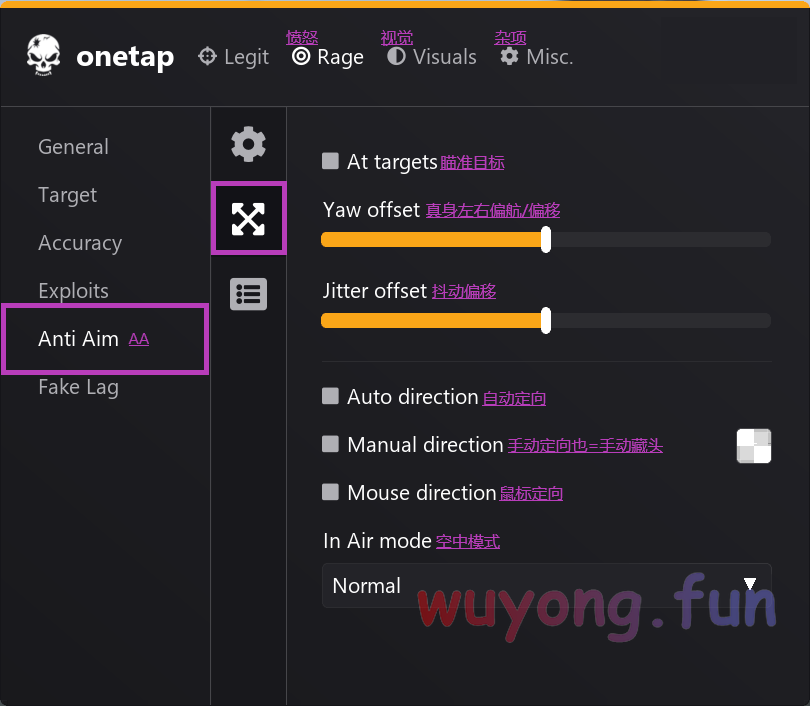 愤怒 视觉 杂项
onetap Legit Rage Visuals Misc.
General
Target
Accuracy
Exploits
Anti Aim AA
Fake Lag
At targets 瞄准目标
Yaw offset 真身左右偏航/偏移
Jitter offset 抖动偏移
Auto direction 自动定向
Manual direction 手动定向也=手动藏头
Mouse direction 鼠标定向
In Air mode 空中模式
Normal
wuyong.fun